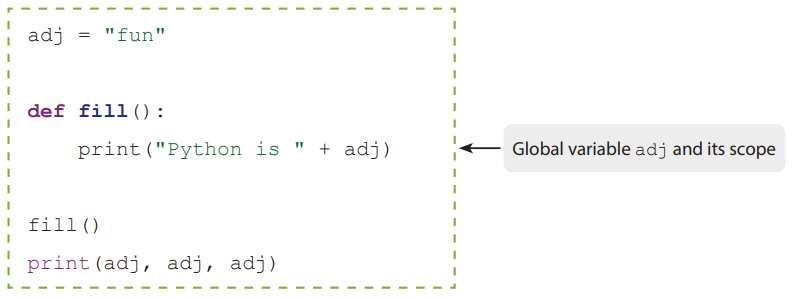 adj = "fun"
def fill():
    print("Python is " + adj)
fill()
print(adj, adj, adj)
Global variable adj and its scope